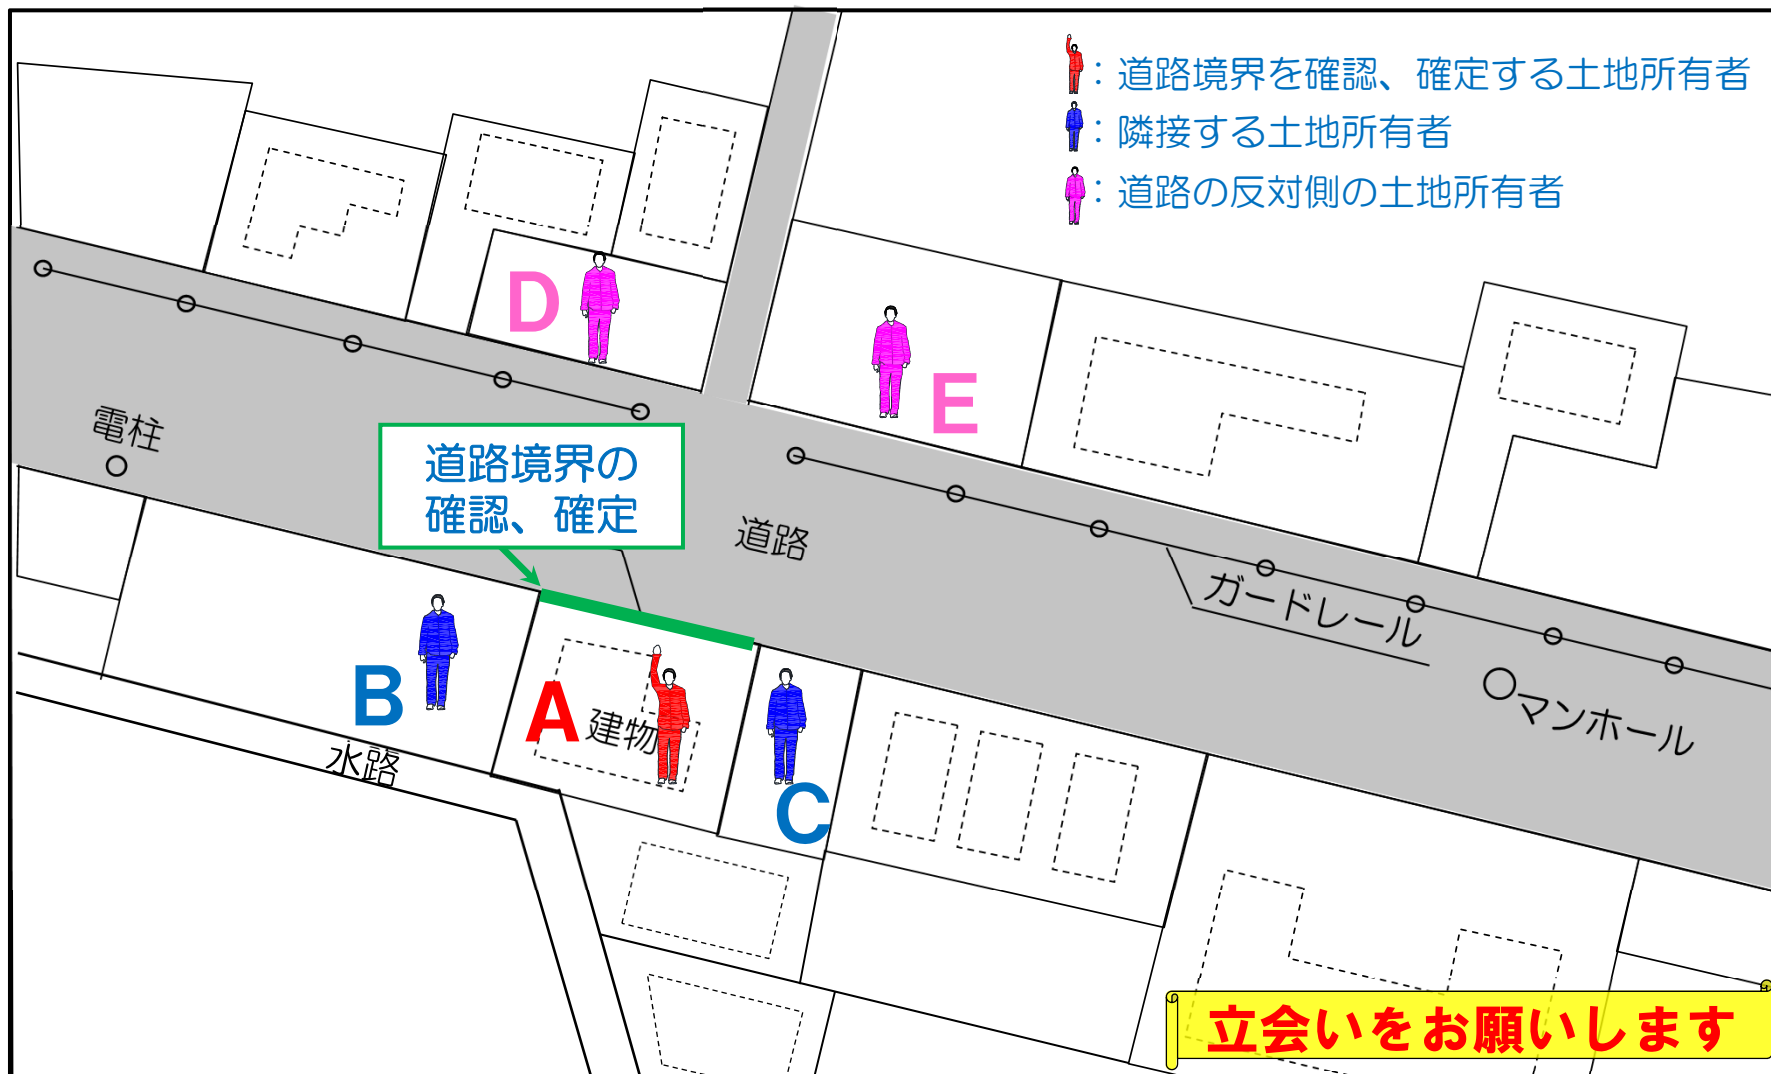 ：道路境界を確認、確定する土地所有者
：隣接する土地所有者
：道路の反対側の土地所有者
D
E
電柱
道路境界の
確認、確定
道路
ガードレール
マンホール
B
A
建物
C
水路
立会いをお願いします